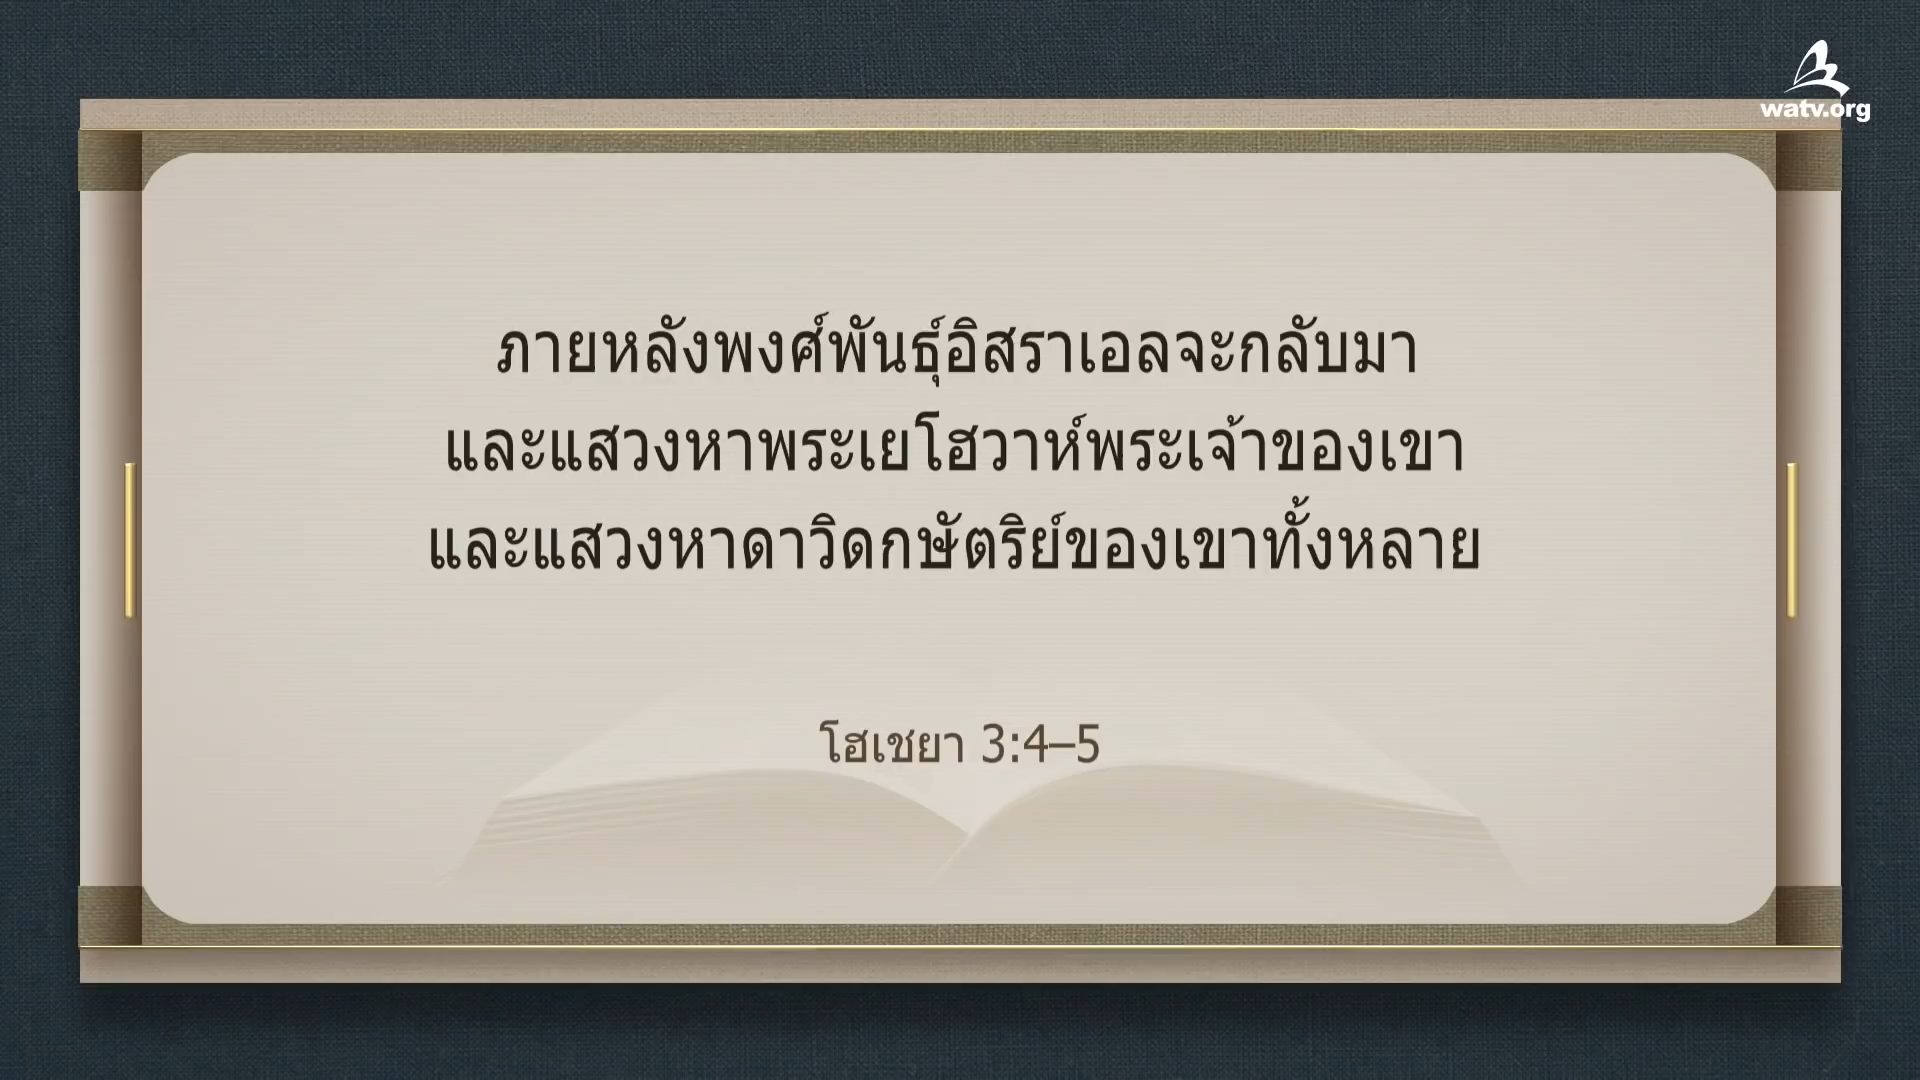 watv.org
ภายหลังพงศ์พันธุ์อิสราเอลจะกลับมา
และแสวงหาพระเยโฮวาห์พระเจ้าของเขา
และแสวงหาดาวิดกษัตริย์ของเขาทั้งหลาย
โฮเชยา 3:4–5